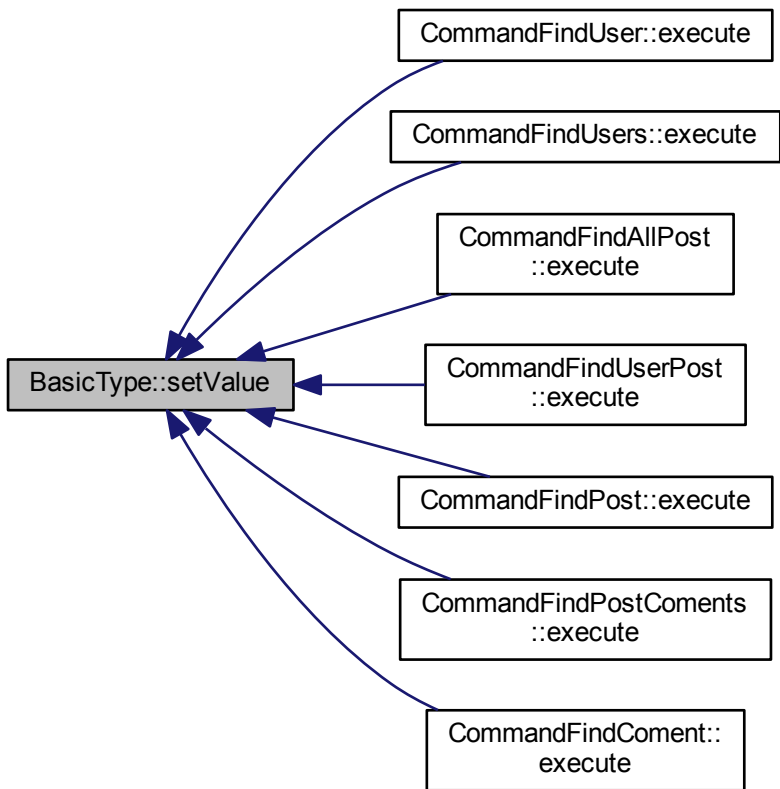 CommandFindUser::execute
CommandFindUsers::execute
CommandFindAllPost
::execute
BasicType::setValue
CommandFindUserPost
::execute
CommandFindPost::execute
CommandFindPostComents
::execute
CommandFindComent::
execute